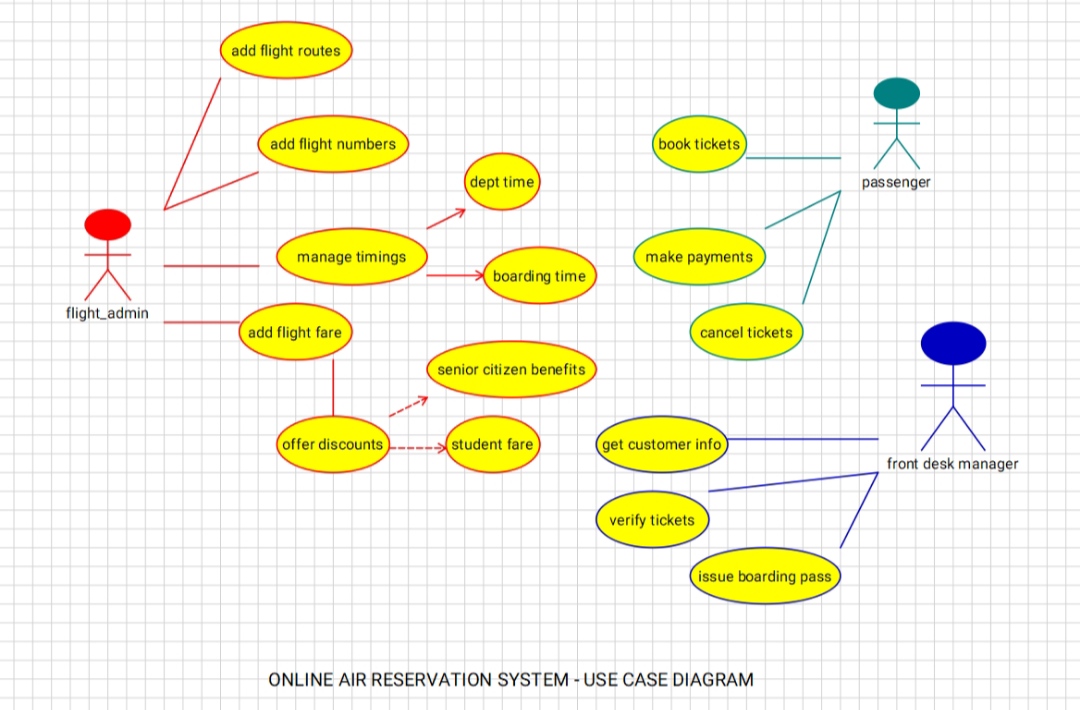 add flight routes
add flight numbers
book tickets
dept time
passenger
manage timings
make payments
boarding time
flight_admin
add flight fare
cancel tickets
senior citizen benefits
offer discounts
student fare
get customer info
front desk manager
verify tickets
issue boarding pass
ONLINE AIR RESERVATION SYSTEM - USE CASE DIAGRAM